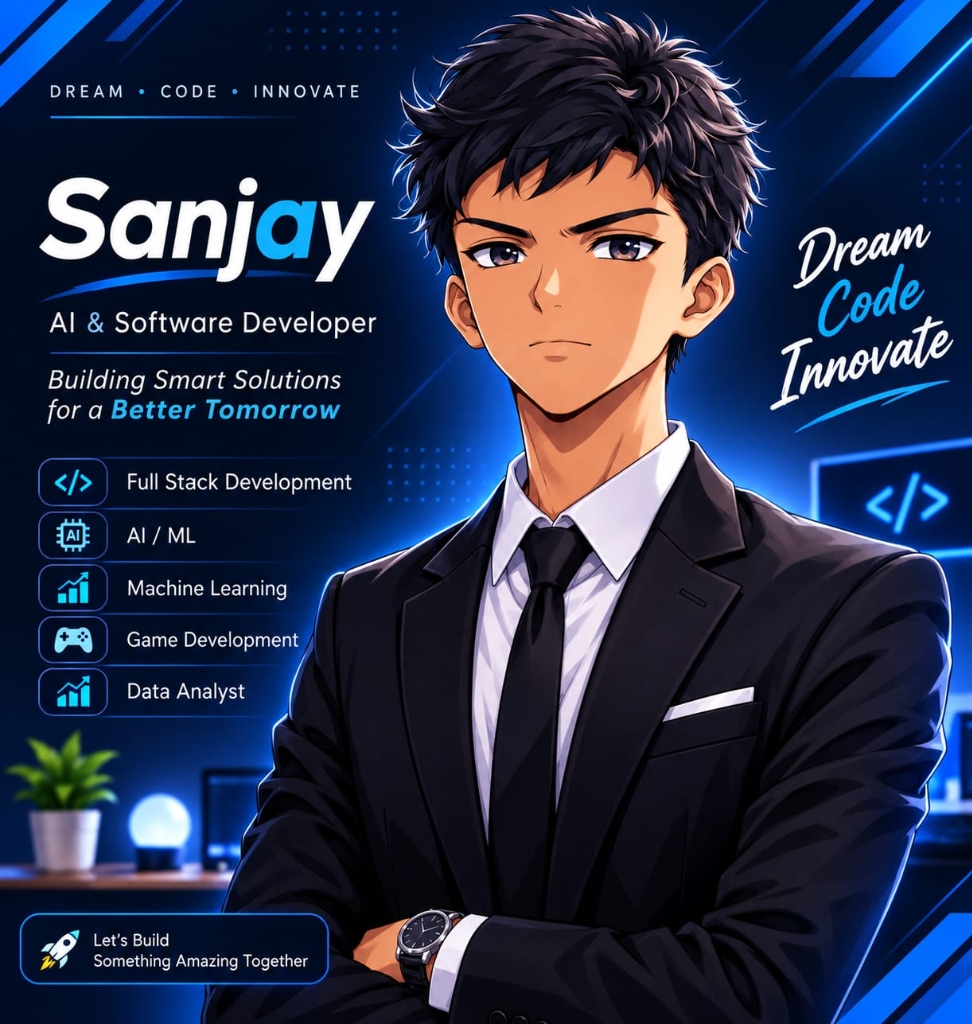 DREAM • CODE • INNOVATE
Sanjay
AI & Software Developer
Building Smart Solutions
for a Better Tomorrow
</> Full Stack Development
AI AI / ML
Machine Learning
Game Development
Data Analyst
Let's Build
Something Amazing Together
Dream
Code
Innovate
</>